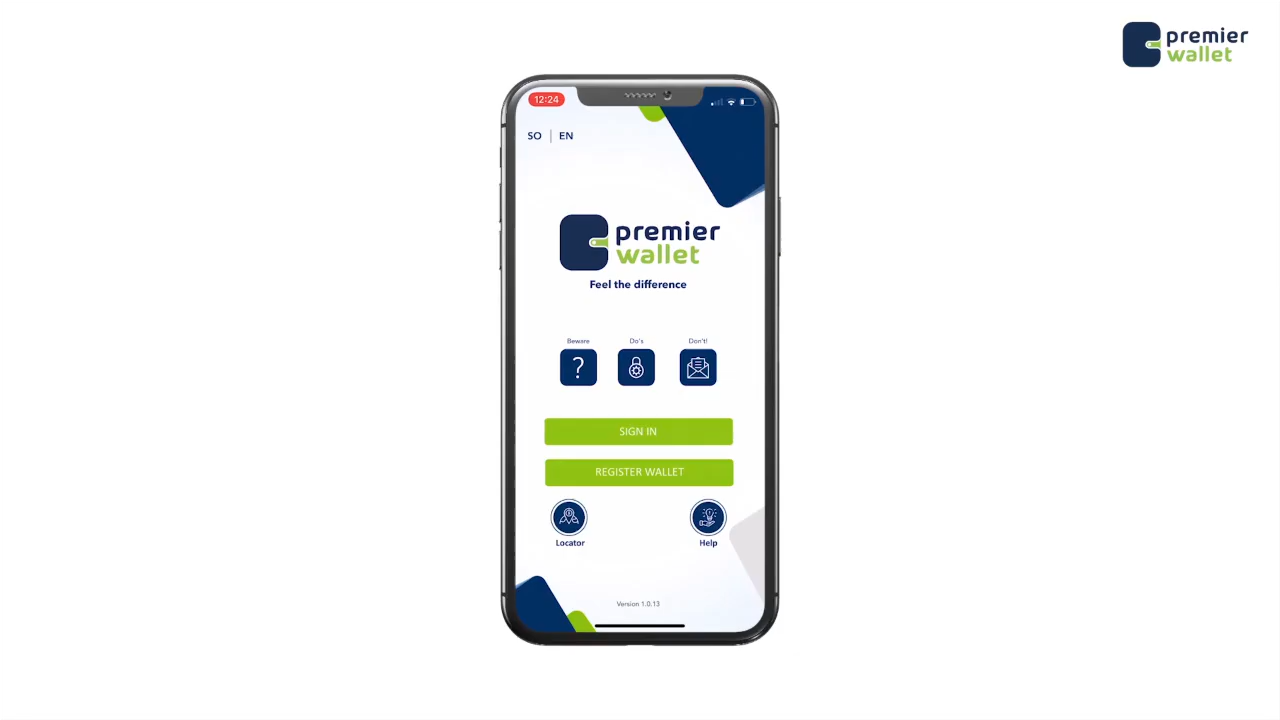 premier
wallet
12:24
SO | EN
premier
wallet
Feel the difference
Beware
Do's
Don't!
?
SIGN IN
REGISTER WALLET
Locator
Help
Version 1.0.13